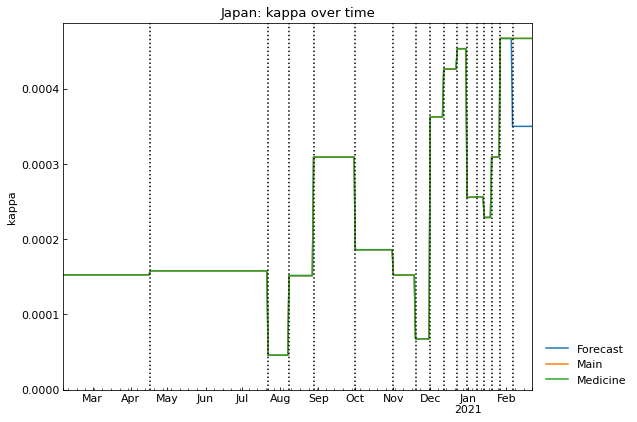 Japan: kappa over time
kappa
0.0004
0.0003
0.0002
0.0001
0.0000
Mar Apr May Jun Jul Aug Sep Oct Nov Dec Jan Feb
2021
Forecast
Main
Medicine